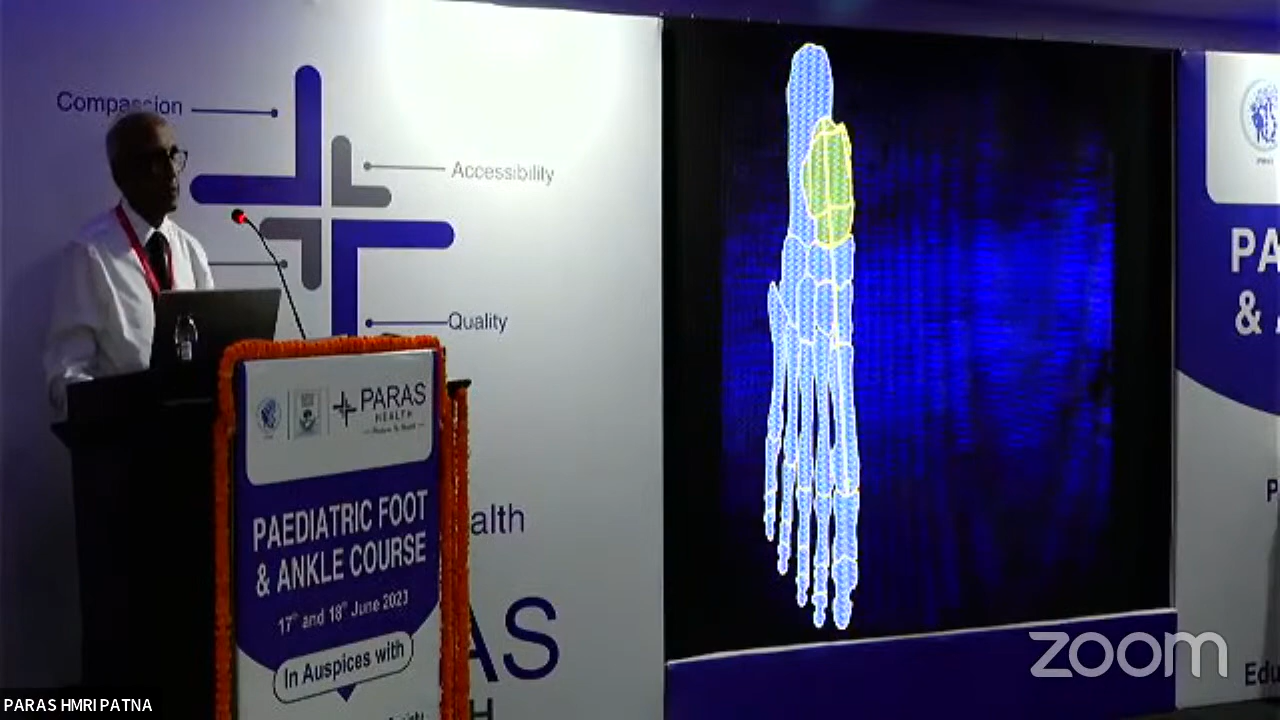 Compassion
Accessibility
Quality
PARAS
HEALTH
PAEDIATRIC FOOT
& ANKLE COURSE
17th and 18th June 2023
In Auspices with
alth
AS
H
PA
&
P
Edu
zoom
PARAS HMRI PATNA